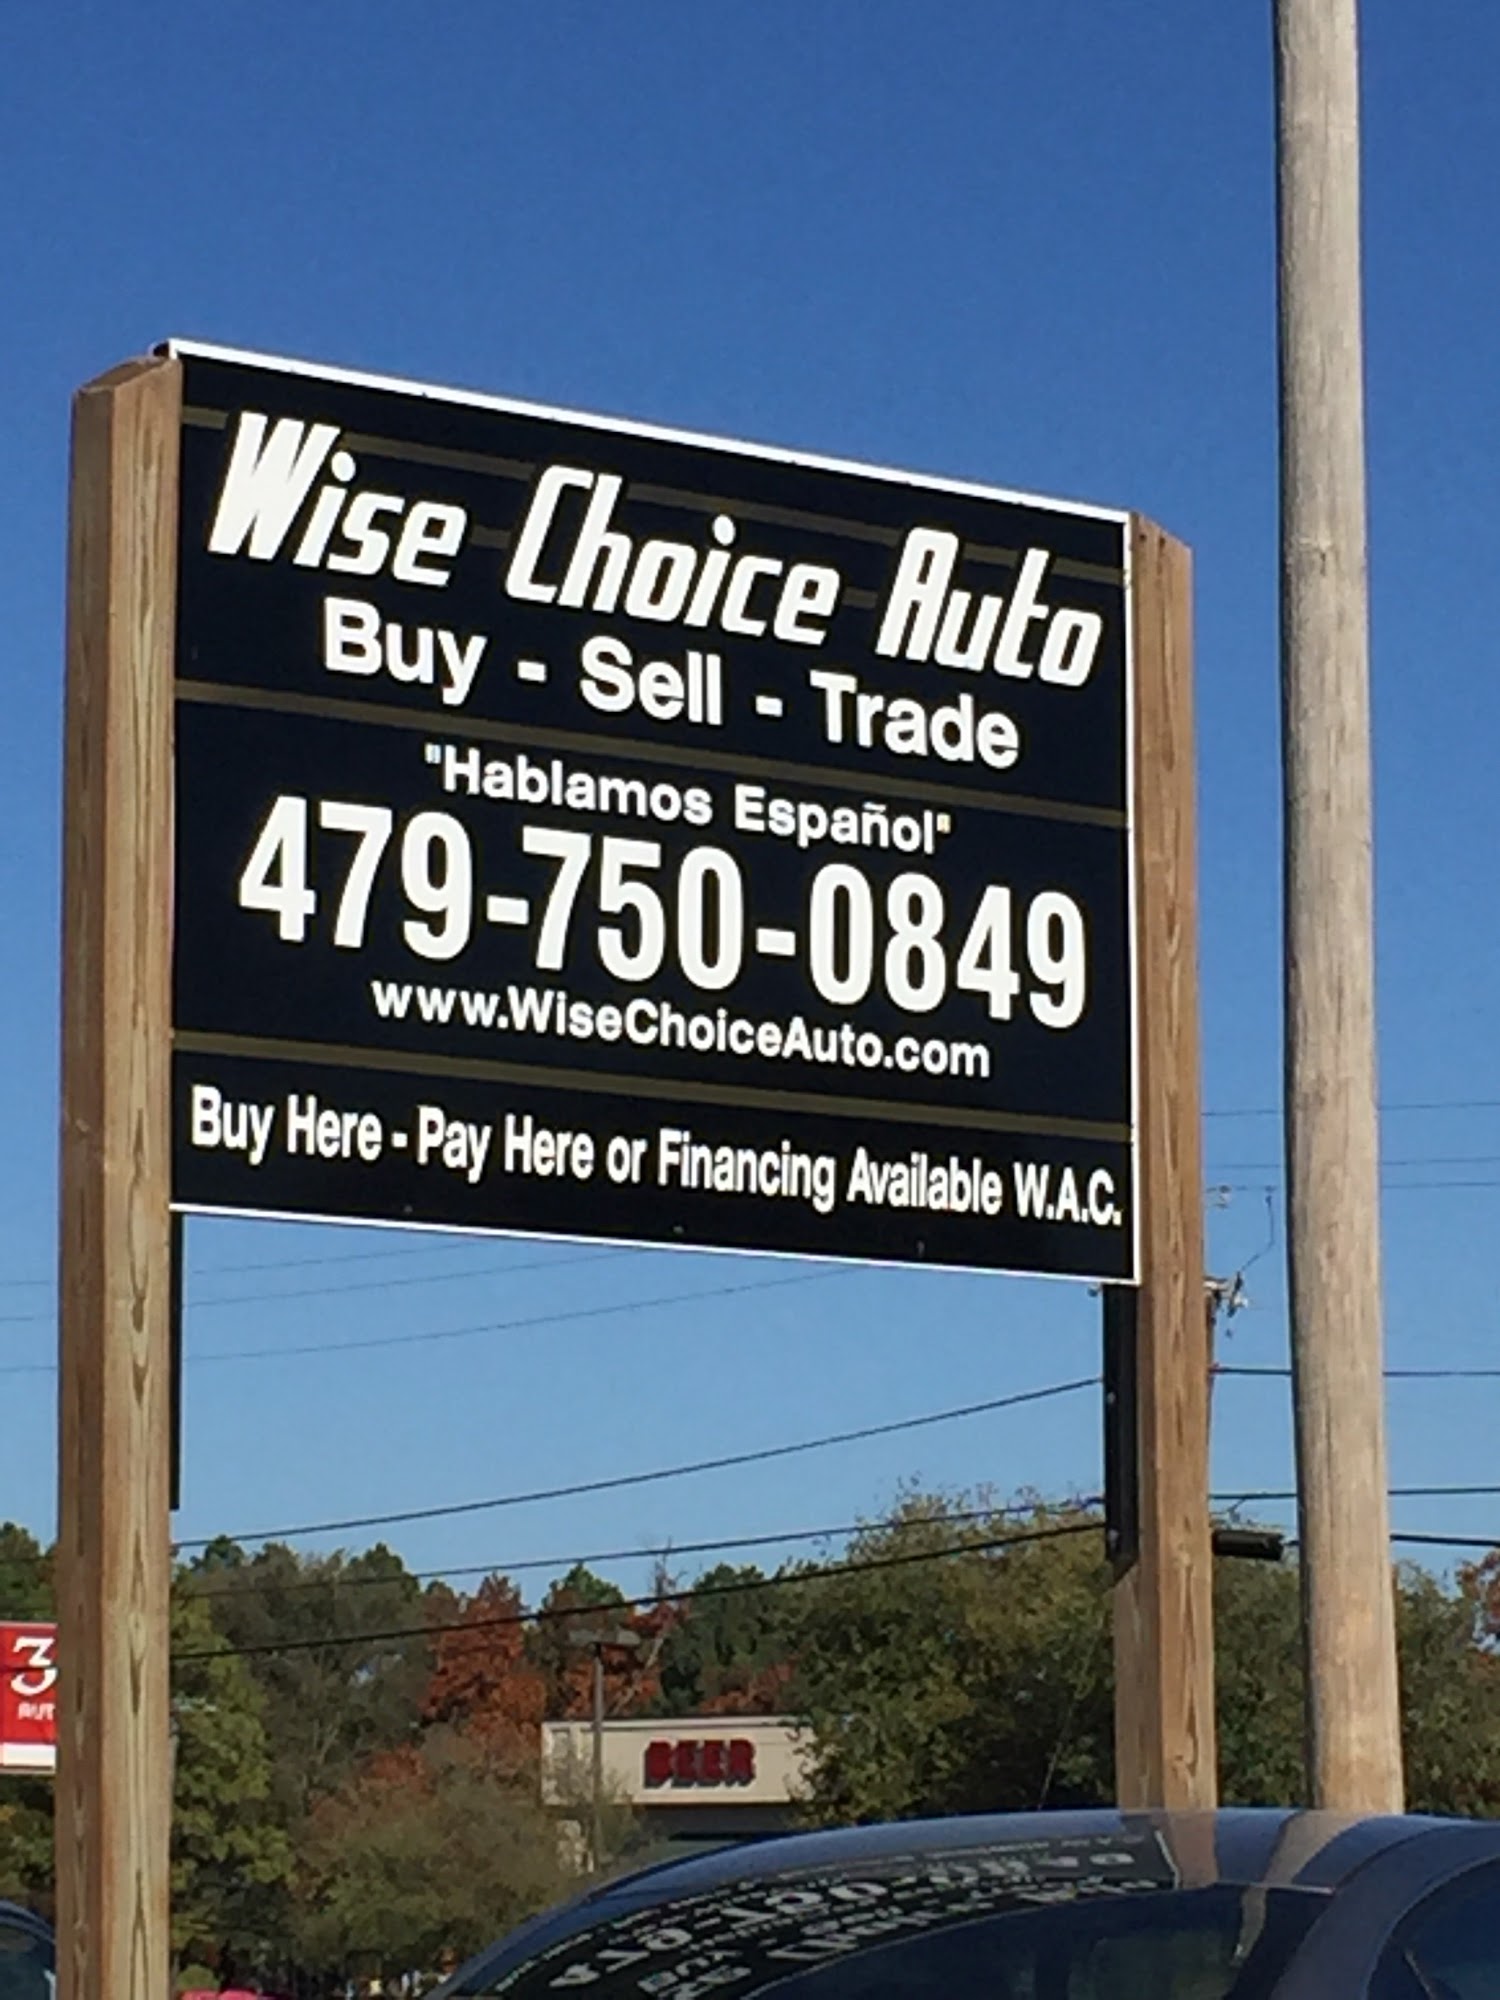 Wise Choice Auto
Buy - Sell - Trade
"Hablamos Español"
479-750-0849
www.WiseChoiceAuto.com
Buy Here - Pay Here or Financing Available W.A.C.
3
BEER